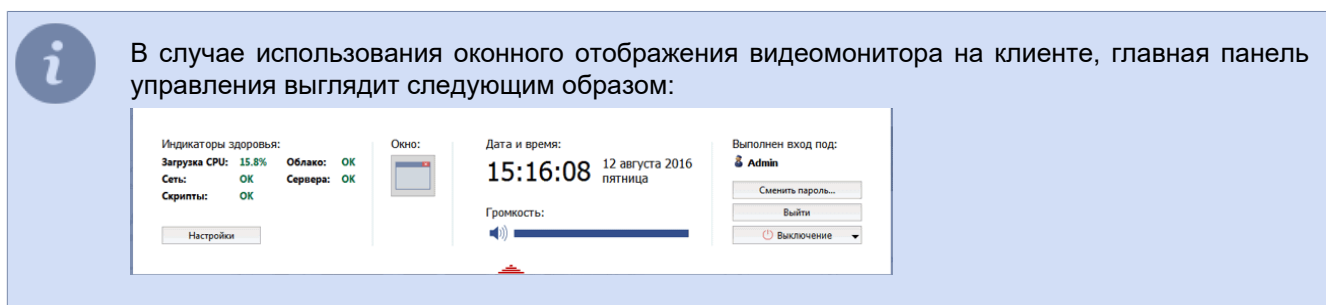 В случае использования оконного отображения видеомонитора на клиенте, главная панель
управления выглядит следующим образом:
Индикаторы здоровья:
Загрузка CPU: 15.8% Облако: OK
Сеть: OK Сервера: OK
Скрипты: OK
Настройки
Окно:
Дата и время:
15:16:08 12 августа 2016
пятница
Громкость:
Выполнен вход под:
Admin
Сменить пароль...
Выйти
Выключение